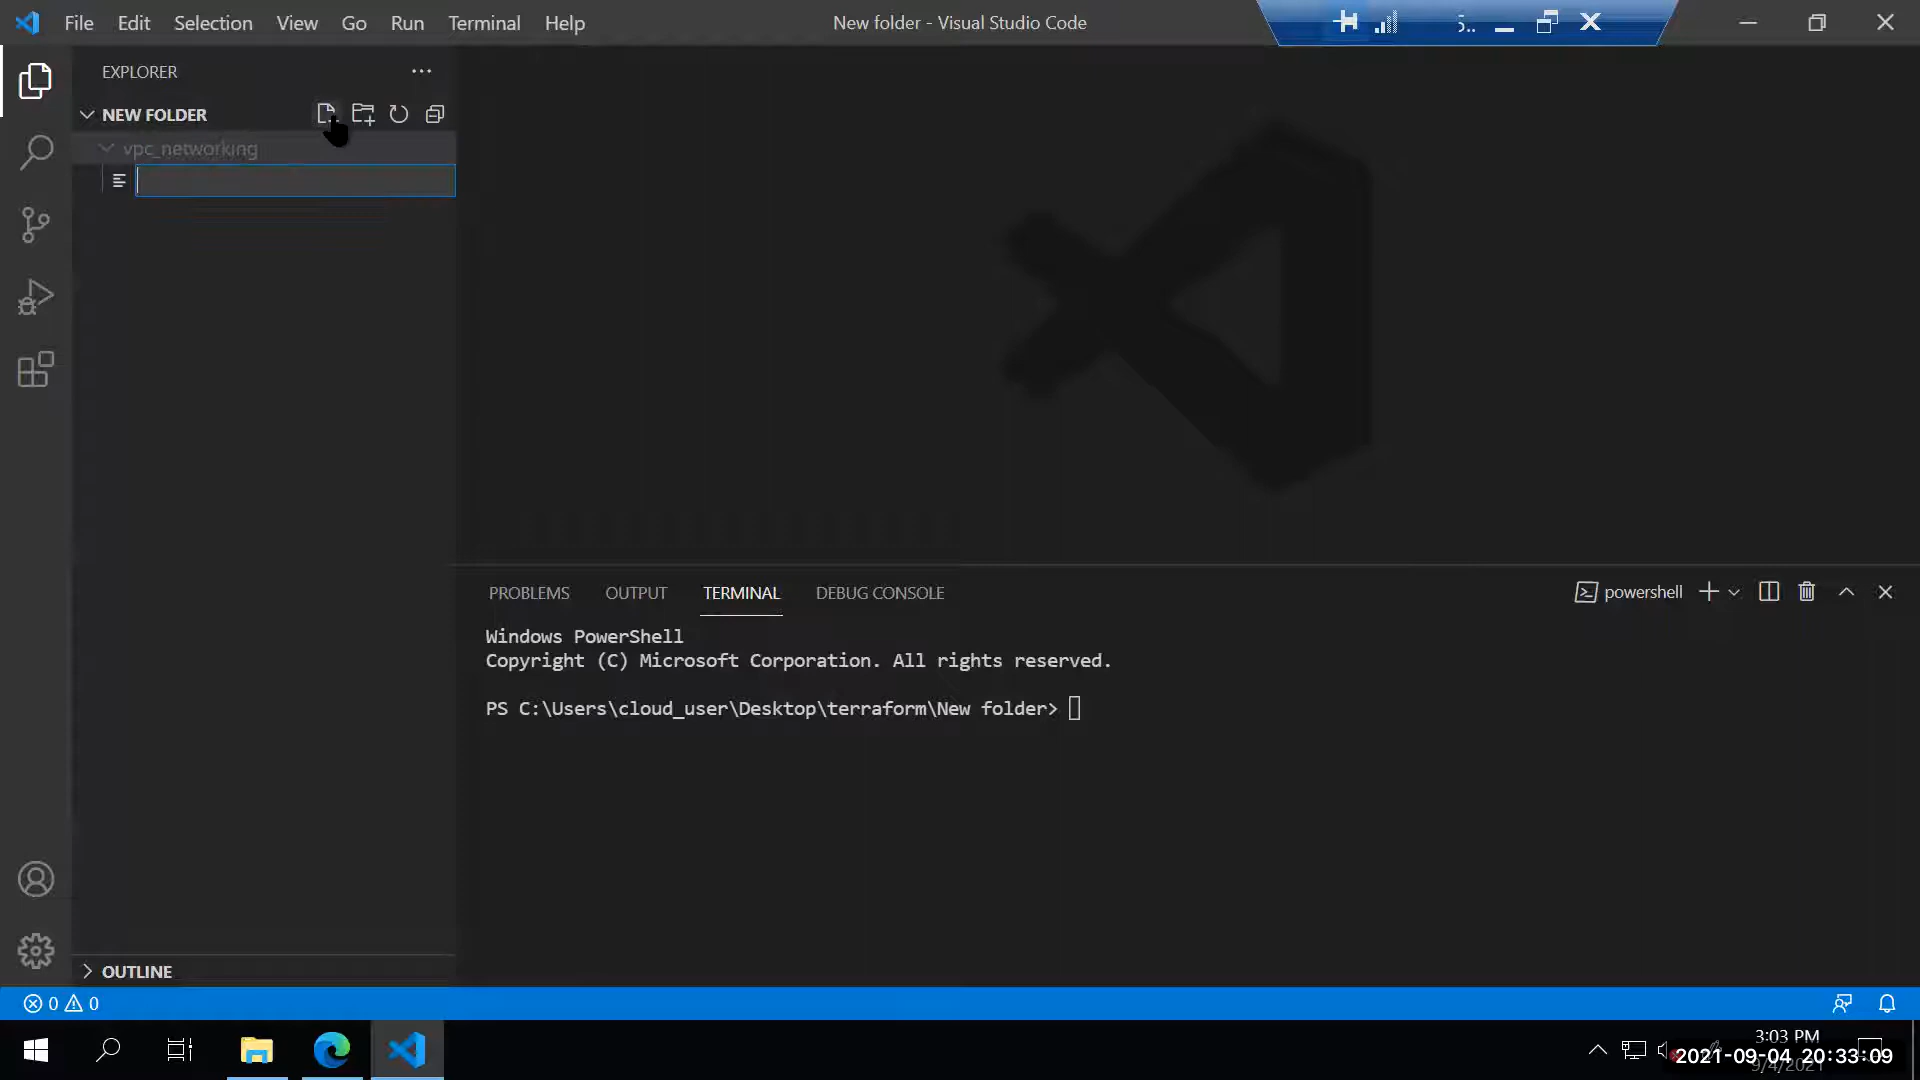 File Edit Selection View Go Run Terminal Help
New folder - Visual Studio Code
5..
EXPLORER
NEW FOLDER
vpc_networking
PROBLEMS OUTPUT TERMINAL DEBUG CONSOLE
powershell
Windows PowerShell
Copyright (C) Microsoft Corporation. All rights reserved.
PS C:\Users\cloud_user\Desktop\terraform\New folder>
OUTLINE
0 0
3:03 PM
2021-09-04 20:33:09